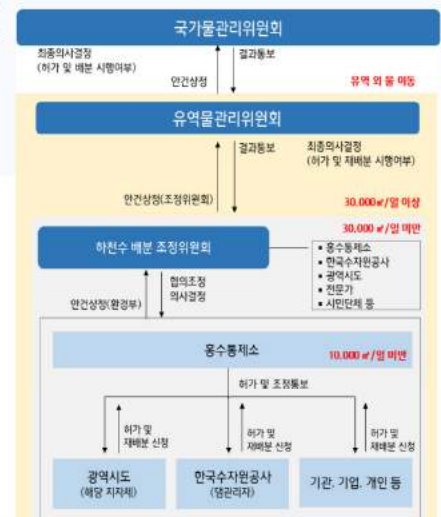 국가물관리위원회
최종의사결정
(허가 및 배분 시행여부)
안건상정
결과통보
유역 외 물 이동
유역물관리위원회
안건상정(조정위원회)
결과통보
최종의사결정
(허가 및 재배분 시행여부)
30,000㎥/일 이상
30,000㎥/일 미만
하천수 배분 조정위원회
▪ 홍수통제소
▪ 한국수자원공사
▪ 광역시도
▪ 전문가
▪ 시민단체 등
안건상정(환경부)
협의조정
의사결정
홍수통제소
10,000㎥/일 미만
허가 및 조정통보
허가 및
재배분 신청
허가 및
재배분 신청
허가 및
재배분 신청
광역시도
(해당 지자체)
한국수자원공사
(댐관리자)
기관, 기업, 개인 등